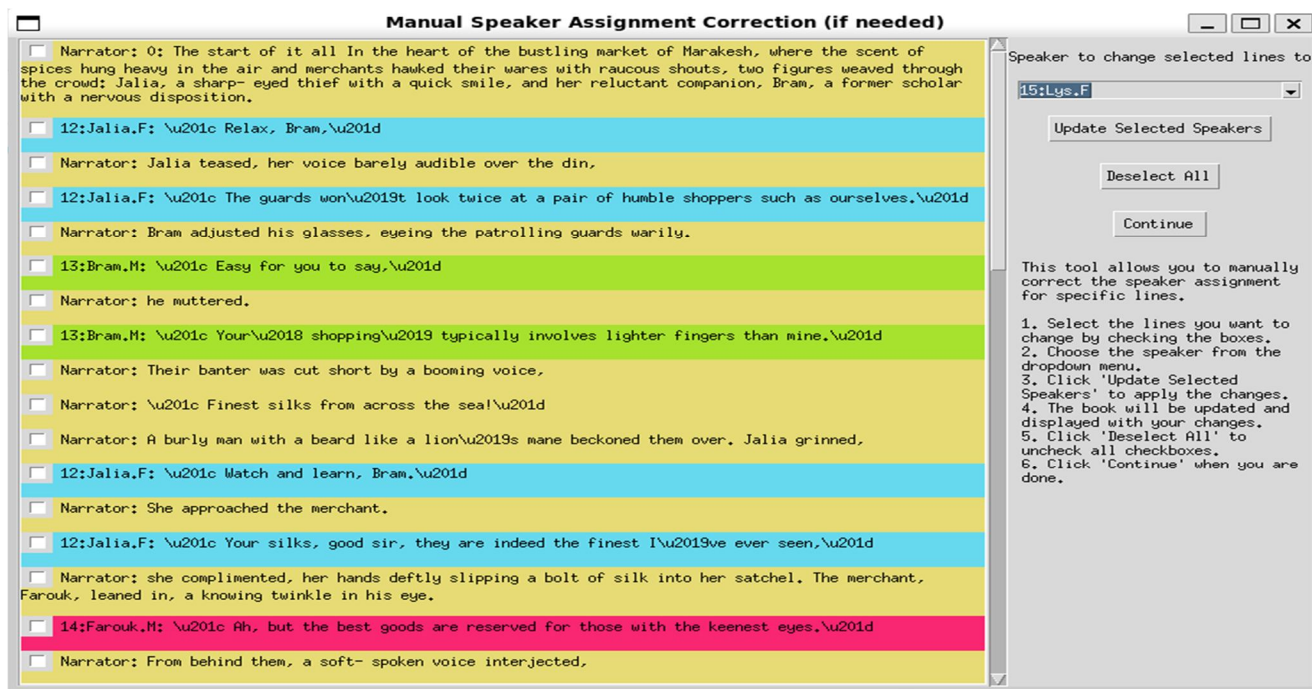 Manual Speaker Assignment Correction (if needed)
Narrator: 0: The start of it all In the heart of the bustling market of Marakesh, where the scent of
spices hung heavy in the air and merchants hawked their wares with raucous shouts, two figures weaved through
the crowd: Jalia, a sharp- eyed thief with a quick smile, and her reluctant companion, Bram, a former scholar
with a nervous disposition.
12:Jalia.F: \u201c Relax, Bram,\u201d
Narrator: Jalia teased, her voice barely audible over the din,
12:Jalia.F: \u201c The guards won\u2019t look twice at a pair of humble shoppers such as ourselves.\u201d
Narrator: Bram adjusted his glasses, eyeing the patrolling guards warily.
13:Bram.M: \u201c Easy for you to say,\u201d
Narrator: he muttered.
13:Bram.M: \u201c Your\u2018 shopping\u2019 typically involves lighter fingers than mine.\u201d
Narrator: Their banter was cut short by a booming voice,
Narrator: \u201c Finest silks from across the sea!\u201d
Narrator: A burly man with a beard like a lion\u2019s mane beckoned them over. Jalia grinned,
12:Jalia.F: \u201c Watch and learn, Bram.\u201d
Narrator: She approached the merchant.
12:Jalia.F: \u201c Your silks, good sir, they are indeed the finest I\u2019ve ever seen,\u201d
Narrator: she complimented, her hands deftly slipping a bolt of silk into her satchel. The merchant,
Farouk, leaned in, a knowing twinkle in his eye.
14:Farouk.M: \u201c Ah, but the best goods are reserved for those with the keenest eyes.\u201d
Narrator: From behind them, a soft- spoken voice interjected,
Speaker to change selected lines to
15:Lys.F
Update Selected Speakers
Deselect All
Continue
This tool allows you to manually
correct the speaker assignment
for specific lines.
1. Select the lines you want to
change by checking the boxes.
2. Choose the speaker from the
dropdown menu.
3. Click 'Update Selected
Speakers' to apply the changes.
4. The book will be updated and
displayed with your changes.
5. Click 'Deselect All' to
uncheck all checkboxes.
6. Click 'Continue' when you are
done.